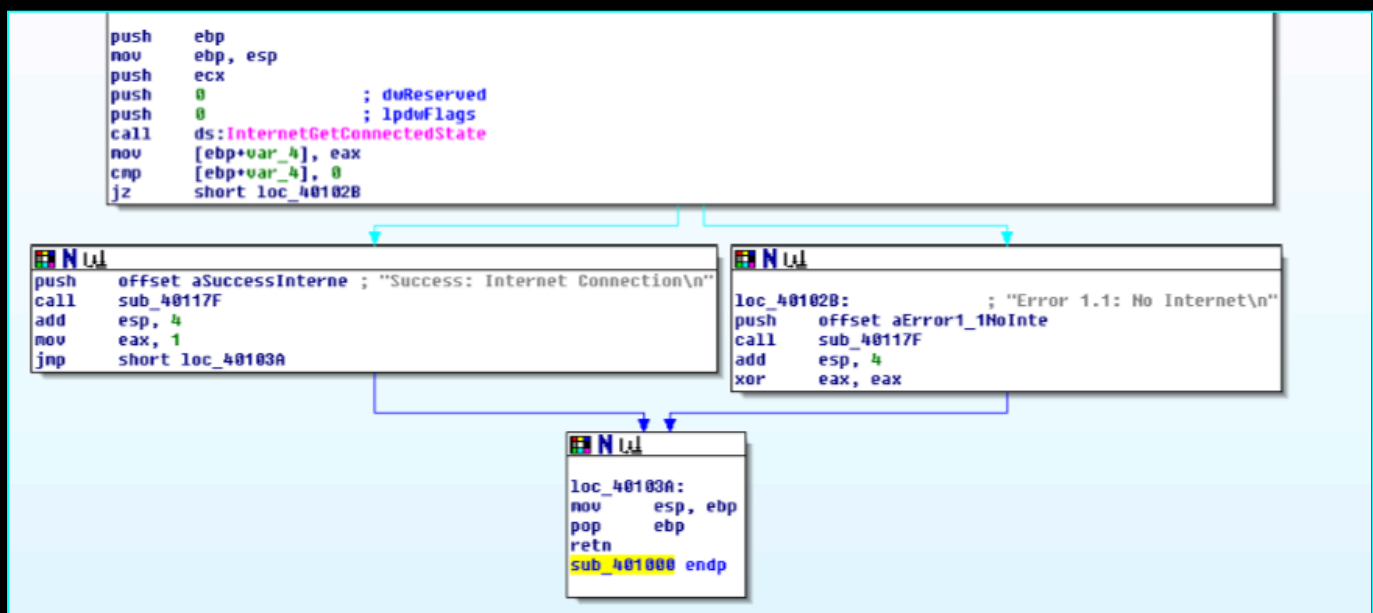 push ebp
mov ebp, esp
push ecx
push 0 ; dwReserved
push 0 ; lpdwFlags
call ds:InternetGetConnectedState
mov [ebp+var_4], eax
cmp [ebp+var_4], 0
jz short loc_40102B
N
push offset aSuccessInterne ; "Success: Internet Connection\n"
call sub_40117F
add esp, 4
mov eax, 1
jmp short loc_40103A
N
loc_40102B: ; "Error 1.1: No Internet\n"
push offset aError1_1NoInte
call sub_40117F
add esp, 4
xor eax, eax
N
loc_40103A:
mov esp, ebp
pop ebp
retn
sub_401000 endp